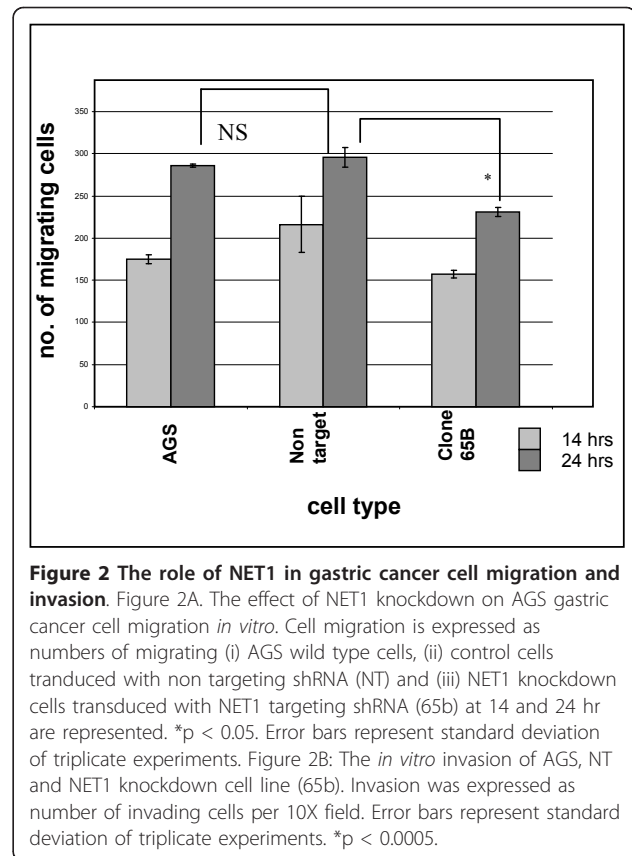 350
300
250
200
150
100
50
0
no. of migrating cells
NS
*
AGS
Non
target
Clone
65B
14 hrs
24 hrs
cell type
Figure 2 The role of NET1 in gastric cancer cell migration and
invasion. Figure 2A. The effect of NET1 knockdown on AGS gastric
cancer cell migration in vitro. Cell migration is expressed as
numbers of migrating (i) AGS wild type cells, (ii) control cells
tranduced with non targeting shRNA (NT) and (iii) NET1 knockdown
cells transduced with NET1 targeting shRNA (65b) at 14 and 24 hr
are represented. *p < 0.05. Error bars represent standard deviation
of triplicate experiments. Figure 2B: The in vitro invasion of AGS, NT
and NET1 knockdown cell line (65b). Invasion was expressed as
number of invading cells per 10X field. Error bars represent standard
deviation of triplicate experiments. *p < 0.0005.